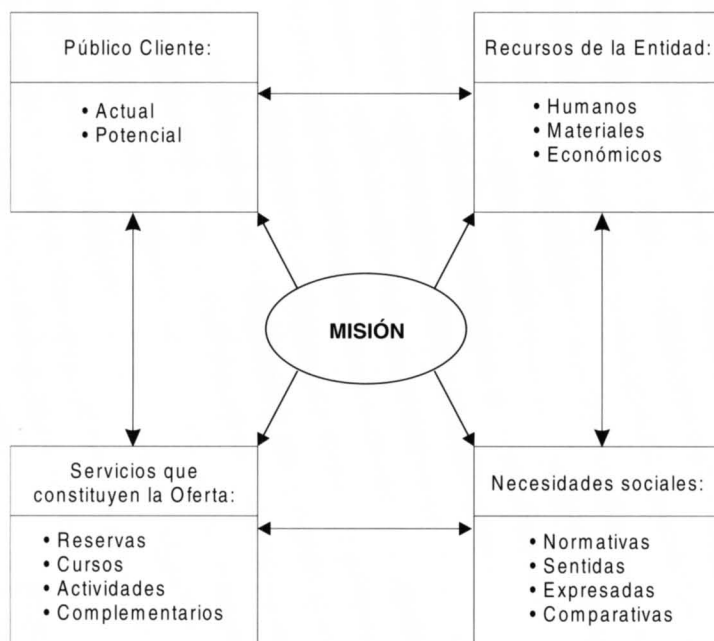 Público Cliente:
• Actual
• Potencial
Recursos de la Entidad:
• Humanos
• Materiales
• Económicos
MISIÓN
Servicios que
constituyen la Oferta:
• Reservas
• Cursos
• Actividades
• Complementarios
Necesidades sociales:
• Normativas
• Sentidas
• Expresadas
• Comparativas